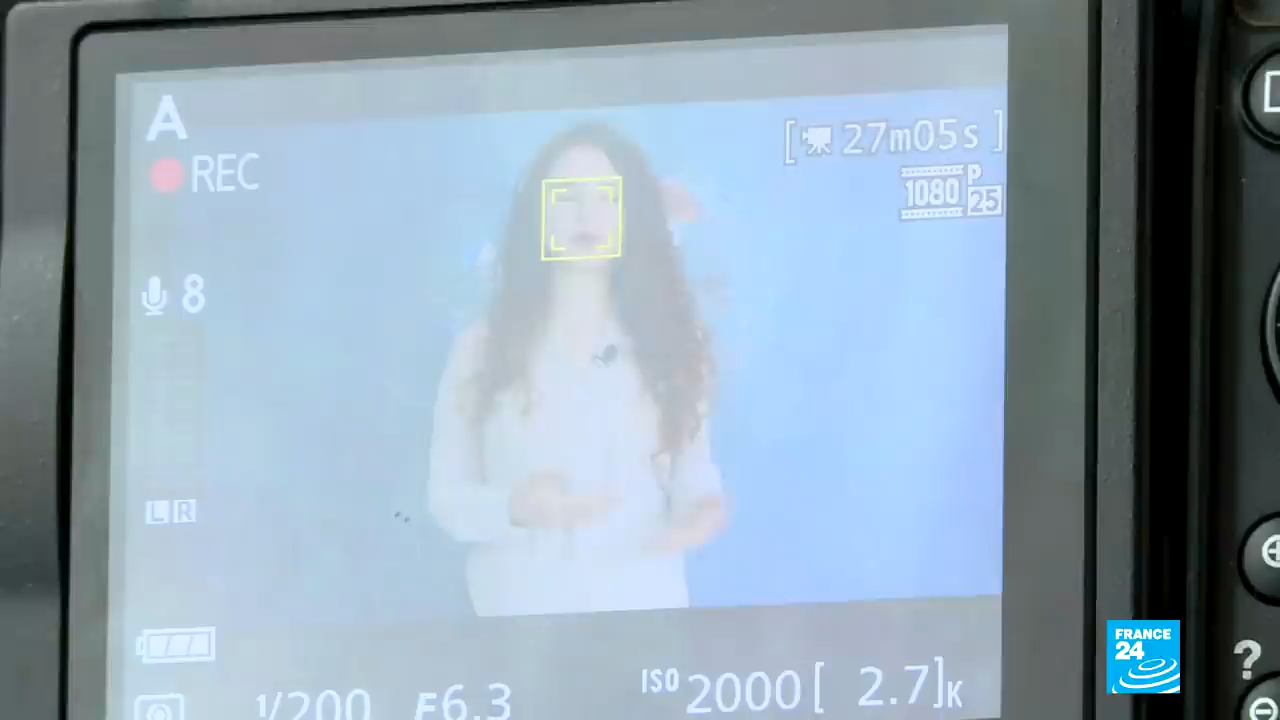 A
REC
[ 27m05s ]
1080 P 25
8
L R
1/200 F6.3 ISO 2000 [ 2.7]K
FRANCE
24
?